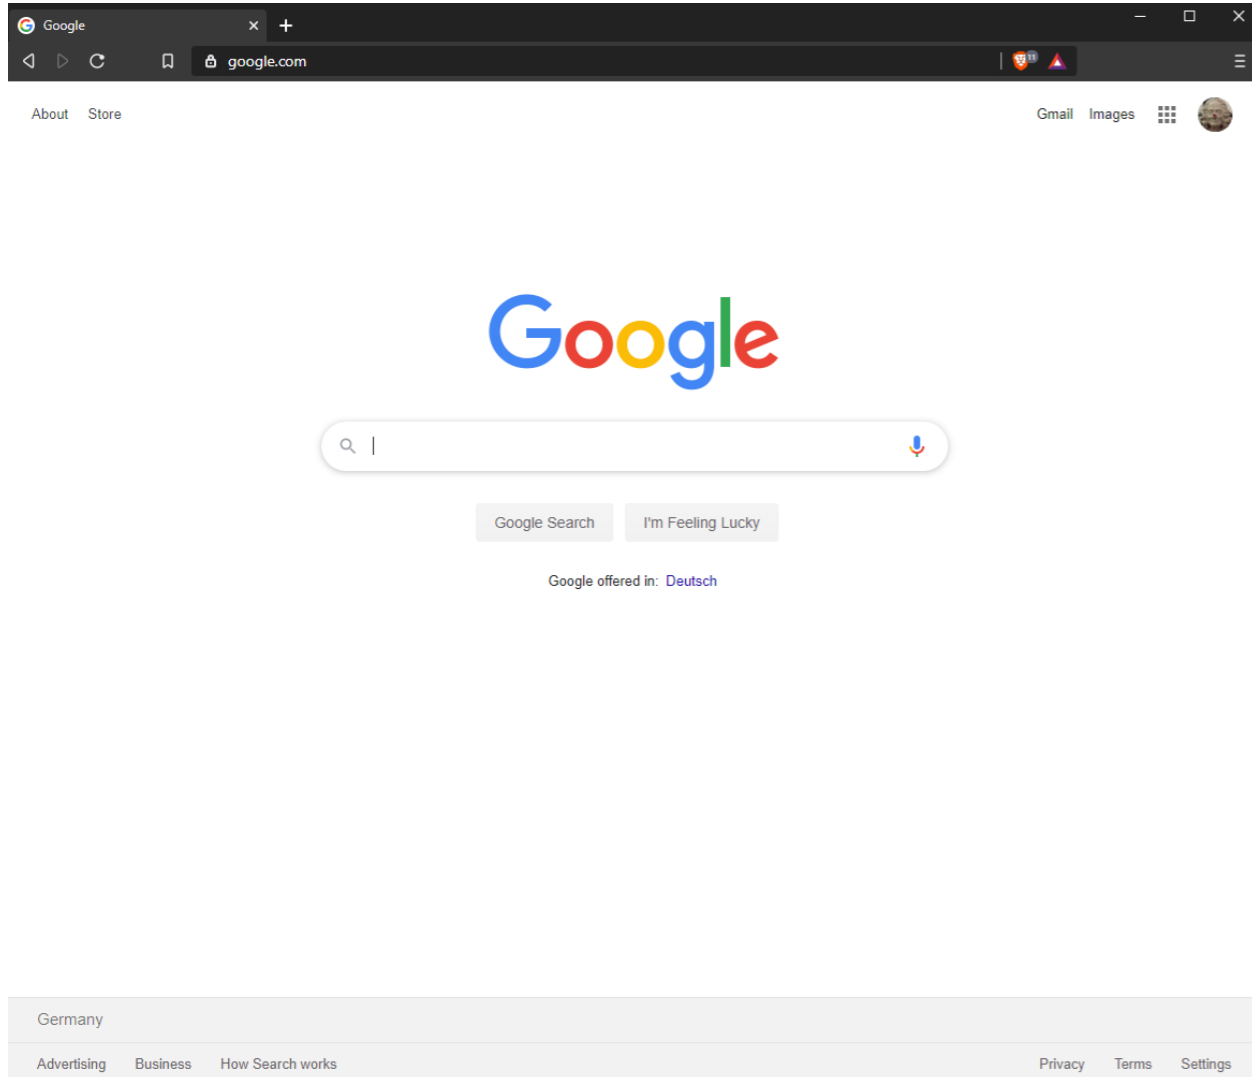 Google
google.com
11
About Store Gmail Images
Google
Google Search I'm Feeling Lucky
Google offered in: Deutsch
Germany
Advertising Business How Search works Privacy Terms Settings